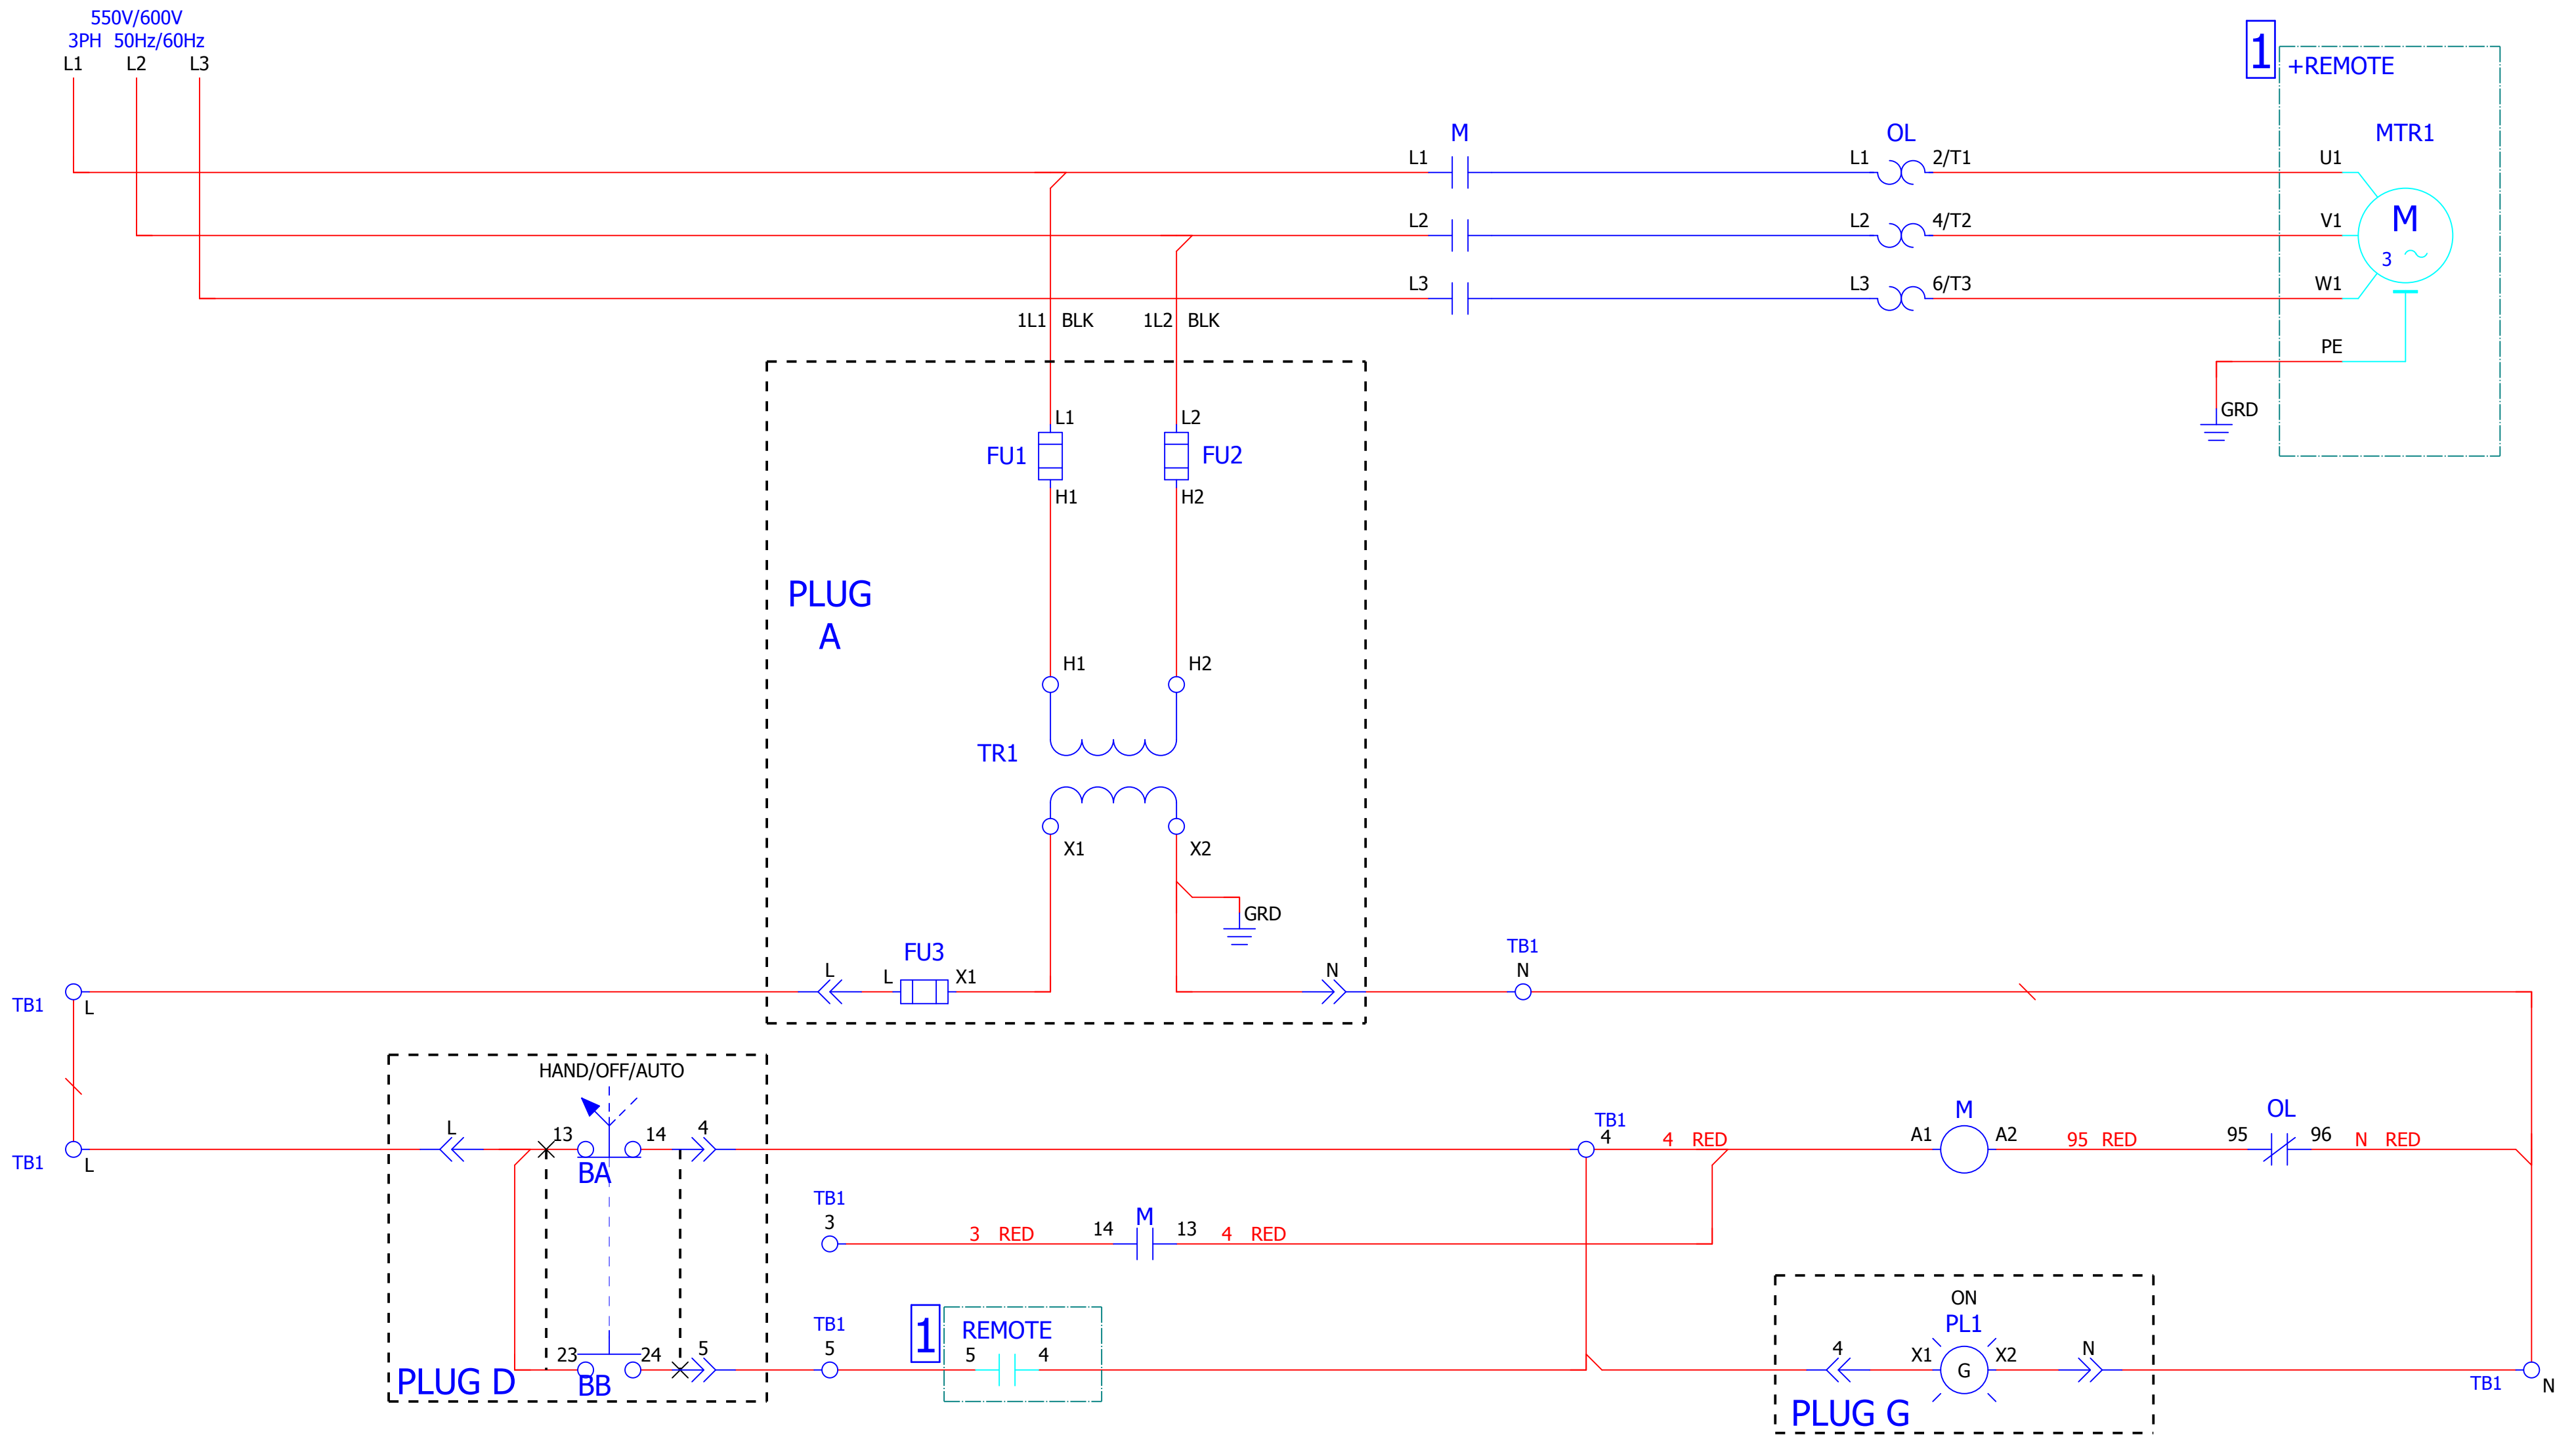 550V/600V
3PH 50Hz/60Hz
L1 L2 L3
1 +REMOTE
M OL MTR1
L1 L1 2/T1 U1
L2 L2 4/T2 V1
M
3
L3 L3 6/T3 W1
1L1 BLK 1L2 BLK
PE
GRD
L1 L2
FU1 FU2
H1 H2
PLUG
A
H1 H2
TR1
X1 X2
GRD
FU3
TB1
L L X1 N N
TB1 L
HAND/OFF/AUTO
L 13 14 4
BA
TB1 L
TB1
4 4 RED
M OL
A1 A2 95 RED 95 96 N RED
TB1
3 3 RED 14 M 13 4 RED
ON
PL1
TB1
5
1 REMOTE
5 4
23 24 5
BB
PLUG D
4 X1 G X2 N
PLUG G
TB1 N